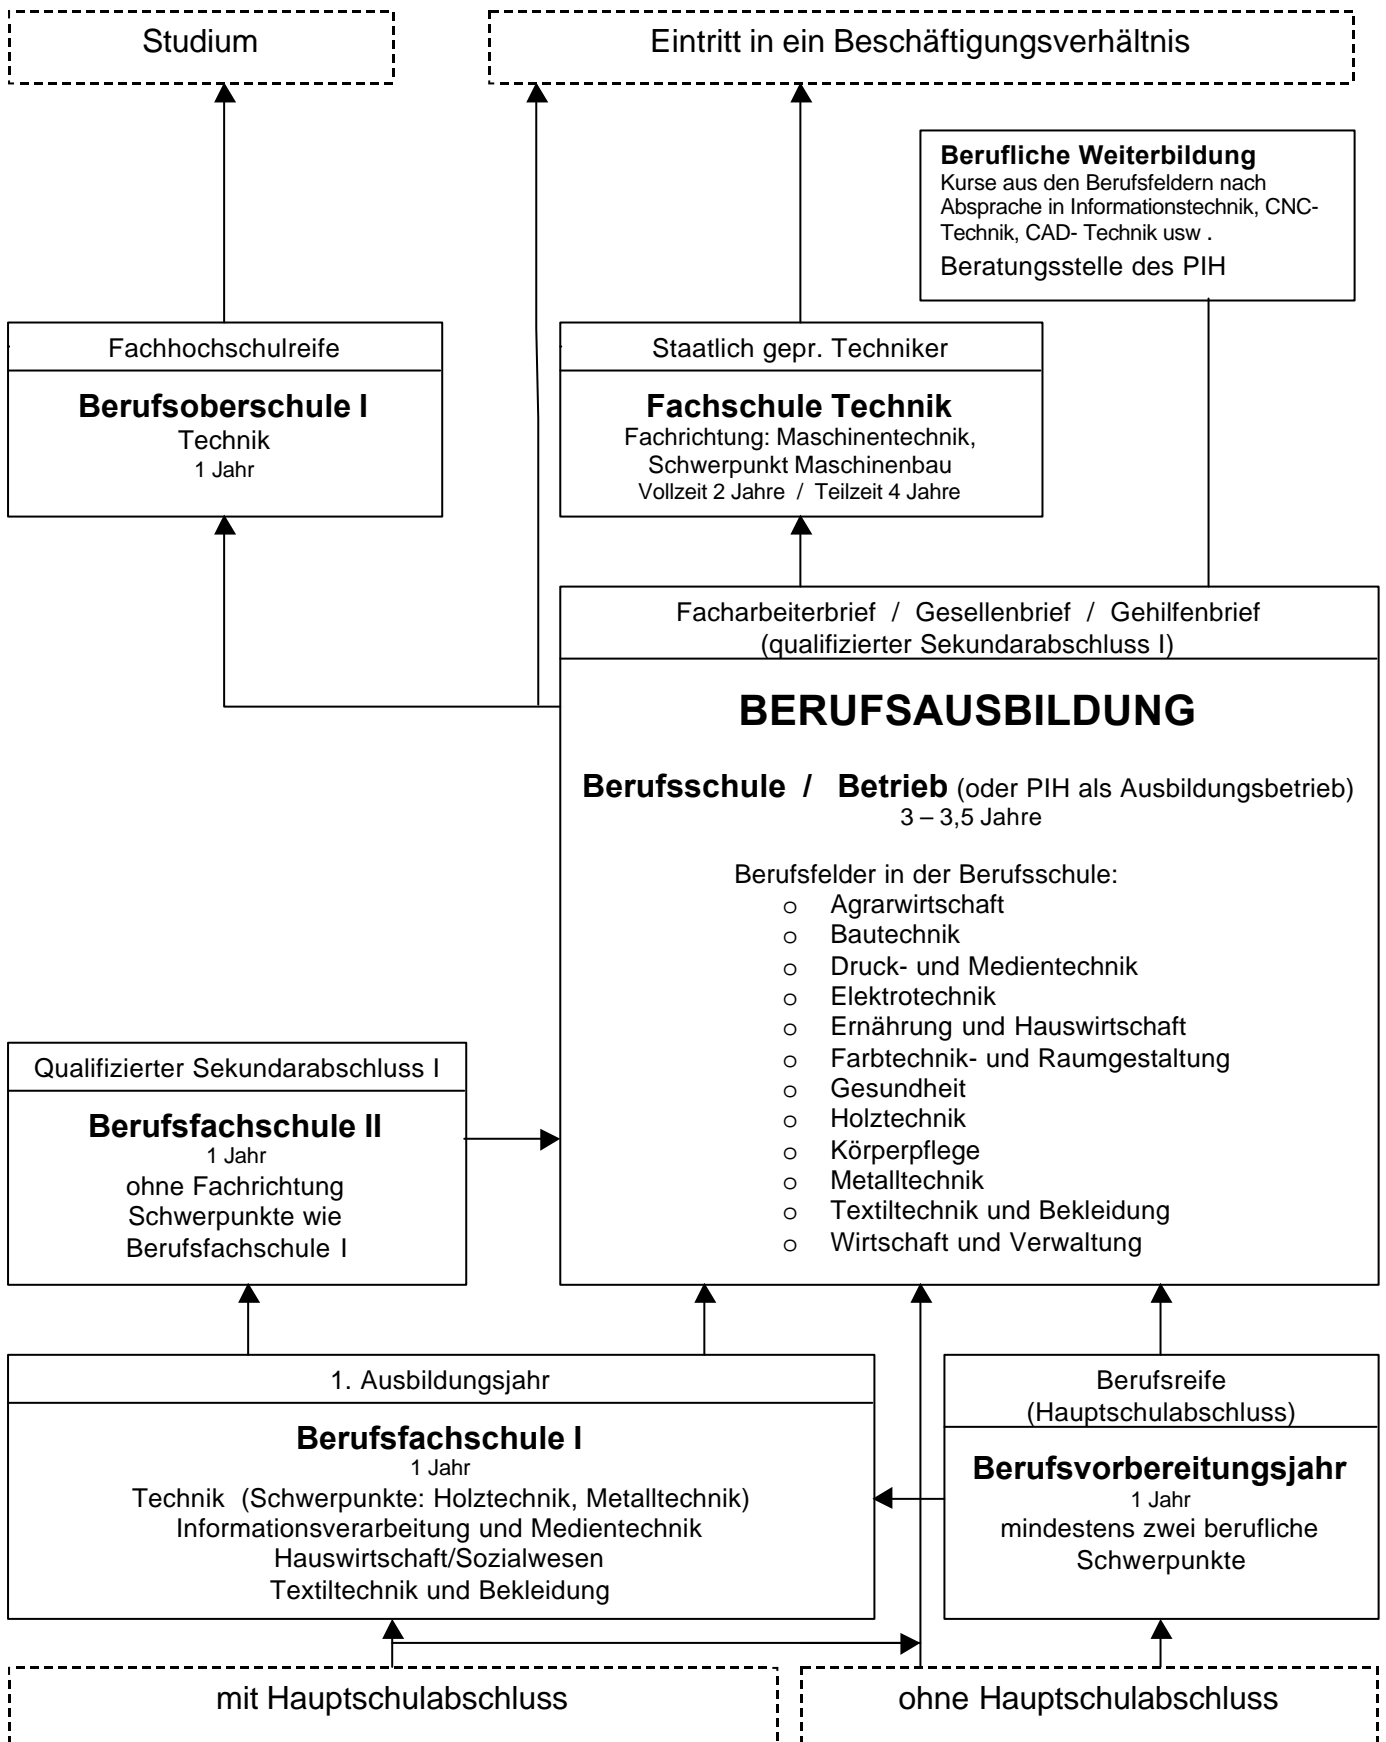 Studium
Eintritt in ein Beschäftigungsverhältnis
Berufliche Weiterbildung
Kurse aus den Berufsfeldern nach
Absprache in Informationstechnik, CNC-
Technik, CAD- Technik usw .
Beratungsstelle des PIH
Fachhochschulreife
Berufsoberschule I
Technik
1 Jahr
Staatlich gepr. Techniker
Fachschule Technik
Fachrichtung: Maschinentechnik,
Schwerpunkt Maschinenbau
Vollzeit 2 Jahre / Teilzeit 4 Jahre
Facharbeiterbrief / Gesellenbrief / Gehilfenbrief
(qualifizierter Sekundarabschluss I)
BERUFSAUSBILDUNG
Berufsschule / Betrieb (oder PIH als Ausbildungsbetrieb)
3 – 3,5 Jahre
Berufsfelder in der Berufsschule:
o Agrarwirtschaft
o Bautechnik
o Druck- und Medientechnik
o Elektrotechnik
o Ernährung und Hauswirtschaft
o Farbtechnik- und Raumgestaltung
o Gesundheit
o Holztechnik
o Körperpflege
o Metalltechnik
o Textiltechnik und Bekleidung
o Wirtschaft und Verwaltung
Qualifizierter Sekundarabschluss I
Berufsfachschule II
1 Jahr
ohne Fachrichtung
Schwerpunkte wie
Berufsfachschule I
1. Ausbildungsjahr
Berufsfachschule I
1 Jahr
Technik (Schwerpunkte: Holztechnik, Metalltechnik)
Informationsverarbeitung und Medientechnik
Hauswirtschaft/Sozialwesen
Textiltechnik und Bekleidung
Berufsreife
(Hauptschulabschluss)
Berufsvorbereitungsjahr
1 Jahr
mindestens zwei berufliche
Schwerpunkte
mit Hauptschulabschluss
ohne Hauptschulabschluss